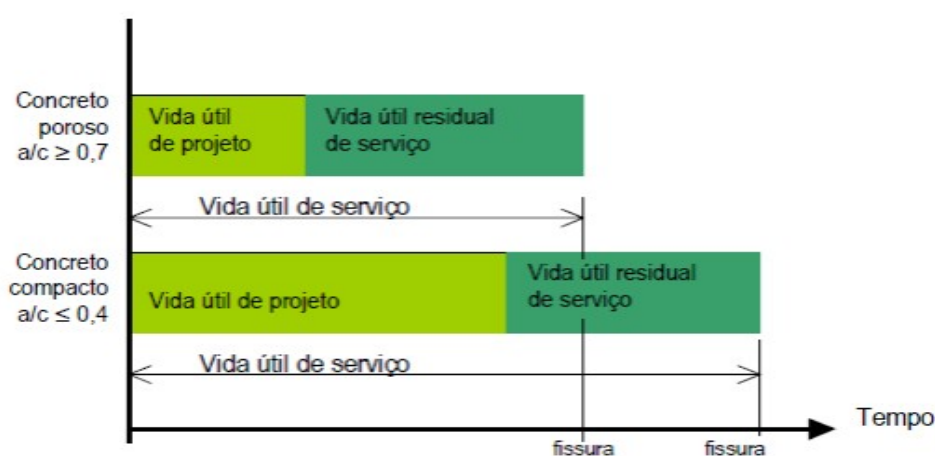 Concreto
poroso
a/c ≥ 0,7
Vida útil
de projeto
Vida útil residual
de serviço
Vida útil de serviço
Concreto
compacto
a/c ≤ 0,4
Vida útil de projeto
Vida útil residual
de serviço
Vida útil de serviço
Tempo
fissura
fissura